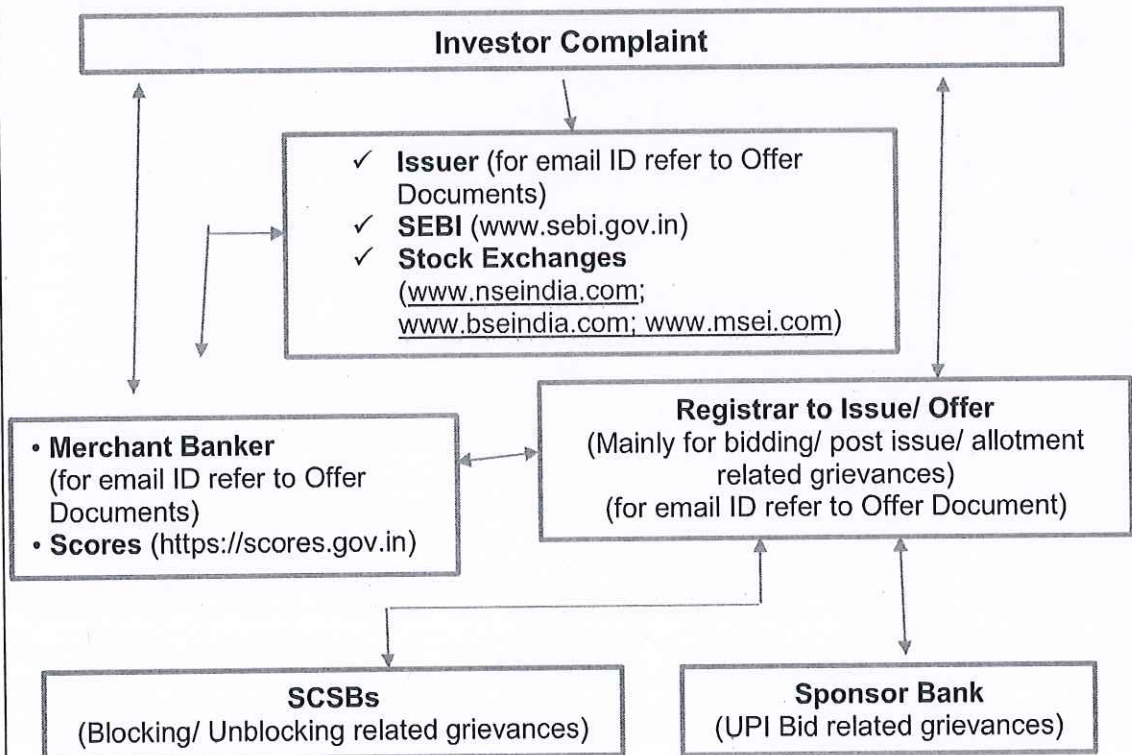 Investor Complaint
✓ Issuer (for email ID refer to Offer
Documents)
✓ SEBI (www.sebi.gov.in)
✓ Stock Exchanges
(www.nseindia.com;
www.bseindia.com; www.msei.com)
• Merchant Banker
(for email ID refer to Offer
Documents)
• Scores (https://scores.gov.in)
Registrar to Issue/ Offer
(Mainly for bidding/ post issue/ allotment
related grievances)
(for email ID refer to Offer Document)
SCSBs
(Blocking/ Unblocking related grievances)
Sponsor Bank
(UPI Bid related grievances)